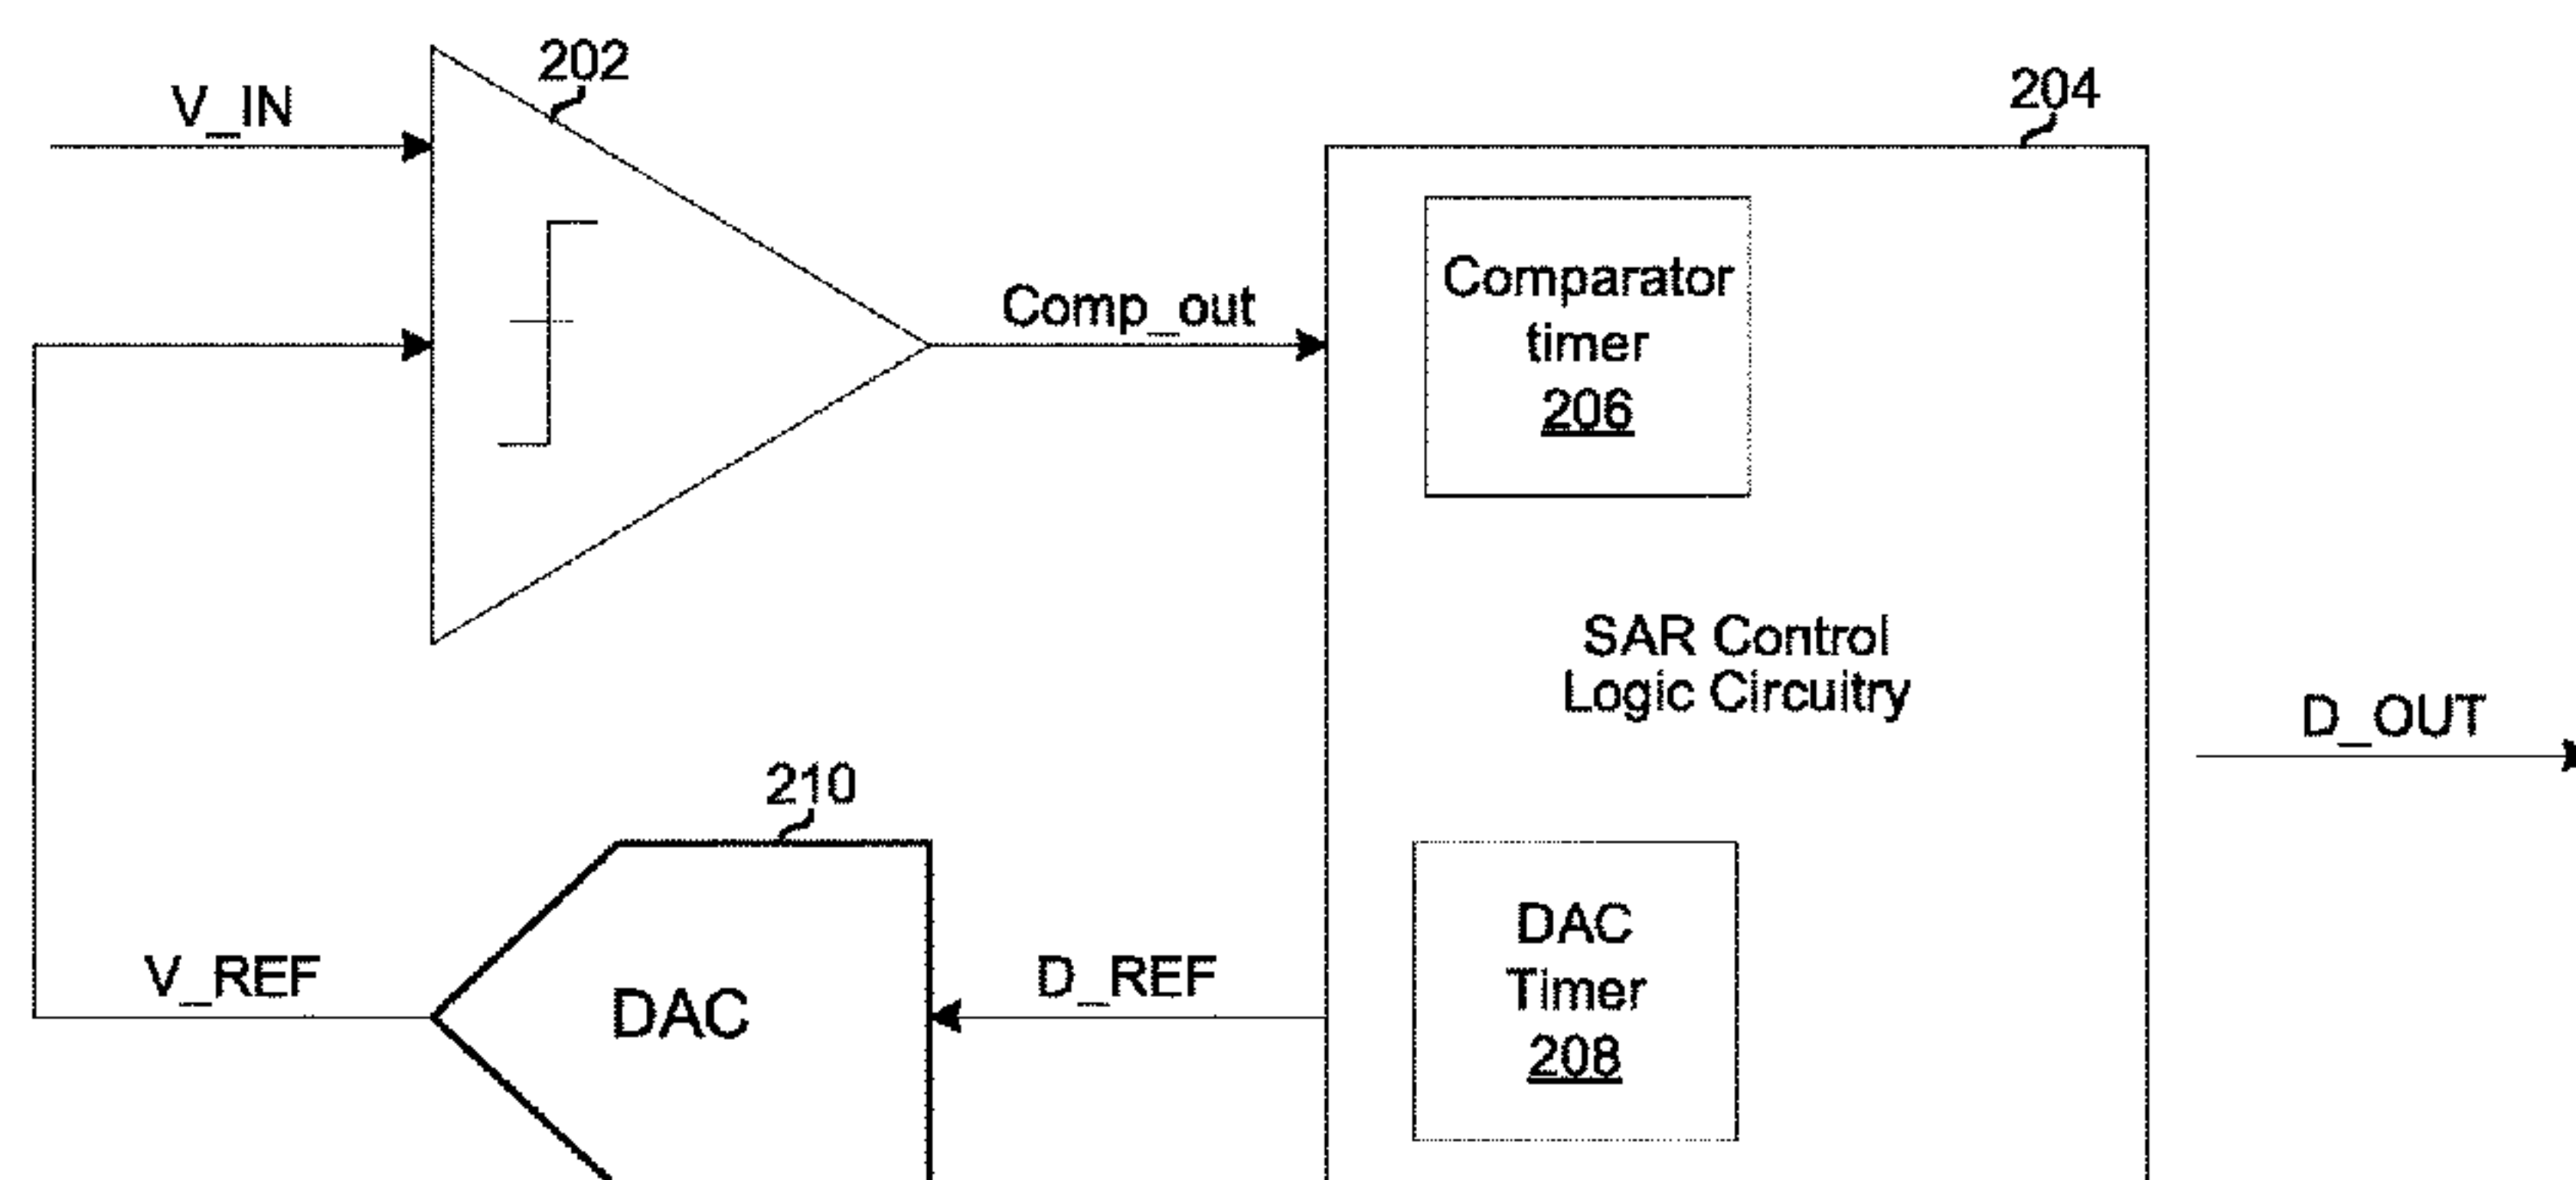 202
V_IN
204
Comparator
timer
206
Comp_out
SAR Control
Logic Circuitry
D_OUT
210
DAC
Timer
208
V_REF
DAC
D_REF